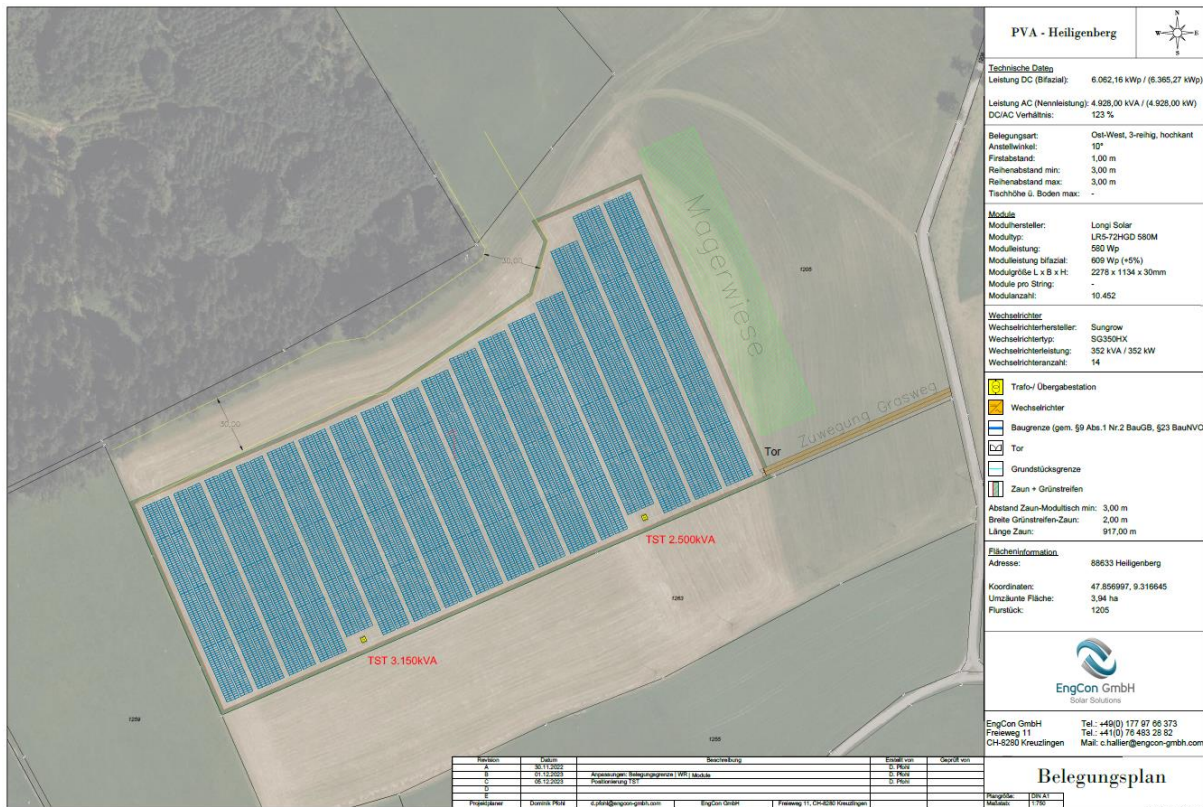 PVA - Heiligenberg
N
W
E
S
Technische Daten
Leistung DC (Bifazial): 6.062,16 kWp / (6.365,27 kWp)
Leistung AC (Nennleistung): 4.928,00 kVA / (4.928,00 kW)
DC/AC Verhältnis: 123 %
Belegungsart: Ost-West, 3-reihig, hochkant
Anstellwinkel: 10°
Firstabstand: 1,00 m
Reihenabstand min: 3,00 m
Reihenabstand max: 3,00 m
Tischhöhe ü. Boden max: -
Module
Modulhersteller: Longi Solar
Modultyp: LR5-72HGD 580M
Modulleistung: 580 Wp
Modulleistung bifazial: 609 Wp (+5%)
Modulgröße L x B x H: 2278 x 1134 x 30mm
Module pro String: -
Modulanzahl: 10.452
Wechselrichter
Wechselrichterhersteller: Sungrow
Wechselrichtertyp: SG350HX
Wechselrichterleistung: 352 kVA / 352 kW
Wechselrichteranzahl: 14
Trafo-/ Übergabestation
Wechselrichter
Baugrenze (gem. §9 Abs.1 Nr.2 BauGB, §23 BauNVO
Tor
Grundstücksgrenze
Zaun + Grünstreifen
Abstand Zaun-Modultisch min: 3,00 m
Breite Grünstreifen-Zaun: 2,00 m
Länge Zaun: 917,00 m
Flächeninformation
Adresse: 88633 Heiligenberg
Koordinaten: 47.856997, 9.316645
Umzäunte Fläche: 3,94 ha
Flurstück: 1205
EngCon GmbH
Solar Solutions
EngCon GmbH Tel.: +49(0) 177 97 66 373
Freieweg 11 Tel.: +41(0) 76 483 28 82
CH-8280 Kreuzlingen Mail: c.hallier@engcon-gmbh.com
Belegungsplan
Plangröße: DIN A1
Maßstab: 1:750
Magerwiese
Zuwegung Grasweg
Tor
30,00
30,00
1205
TST 2.500kVA
TST 3.150kVA
Revision Datum Beschreibung Erstellt von Geprüft von
A 30.11.2022 D. Pfohl
B 01.12.2023 Anpassungen: Belegungsgrenze | WR | Module D. Pfohl
C 05.12.2023 Positionierung TST D. Pfohl
D
E
Projektplaner Dominik Pfohl d.pfohl@engcon-gmbh.com EngCon GmbH Freieweg 11, CH-8280 Kreuzlingen